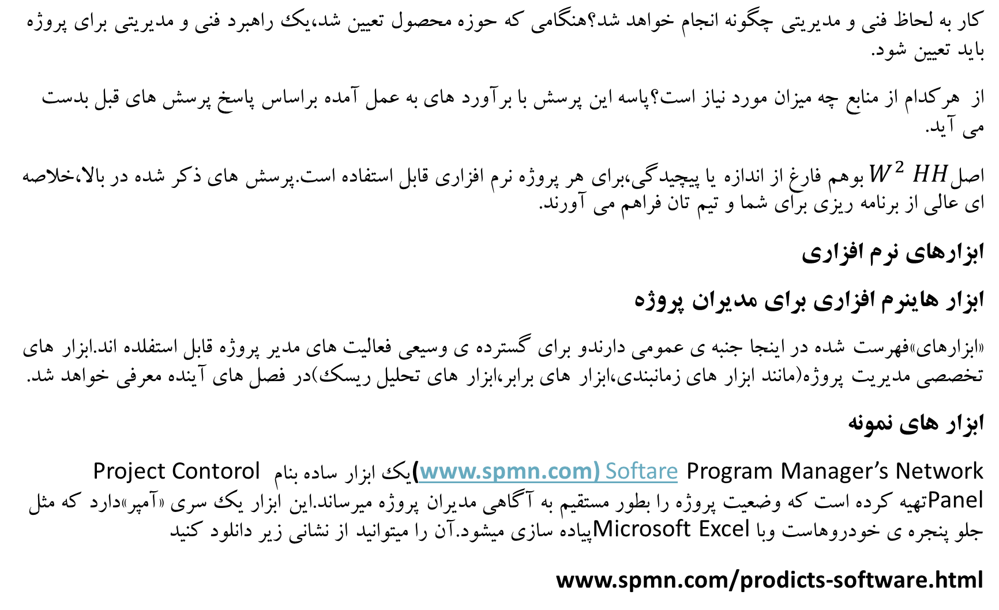 کار به لحاظ فنی و مدیریتی چگونه انجام خواهد شد؟هنگامی که حوزه محصول تعیین شد،یک راهبرد فنی و مدیریتی برای پروژه
باید تعیین شود.
از هرکدام از منابع چه میزان مورد نیاز است؟پاسه این پرسش با برآورد های به عمل آمده براساس پاسخ پرسش های قبل بدست
می آید.
اصل W² HH بوهم فارغ از اندازه یا پیچیدگی،برای هر پروژه نرم افزاری قابل استفاده است.پرسش های ذکر شده در بالا،خلاصه
ای عالی از برنامه ریزی برای شما و تیم تان فراهم می آورند.
ابزارهای نرم افزاری
ابزار هاینرم افزاری برای مدیران پروژه
«ابزارهای»فهرست شده در اینجا جنبه ی عمومی دارندو برای گسترده ی وسیعی فعالیت های مدیر پروژه قابل استفلده اند.ابزار های
تخصصی مدیریت پروژه(مانند ابزار های زمانبندی،ابزار های برابر،ابزار های تحلیل ریسک)در فصل های آینده معرفی خواهد شد.
ابزار های نمونه
Program Manager’s Network Softare (www.spmn.com)یک ابزار ساده بنام Project Contorol
Panelتهیه کرده است که وضعیت پروژه را بطور مستقیم به آگاهی مدیران پروژه میرساند.این ابزار یک سری «آمپر»دارد که مثل
جلو پنجره ی خودروهاست وبا Microsoft Excelپیاده سازی میشود.آن را میتوانید از نشانی زیر دانلود کنید
www.spmn.com/prodicts-software.html